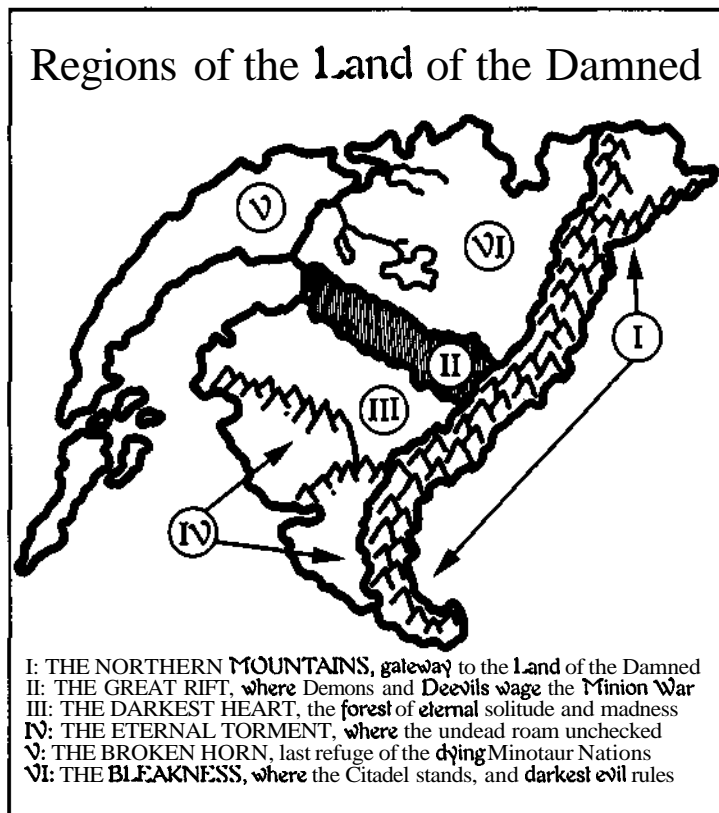 Regions of the Land of the Damned
V
VI
I
II
III
IV
I: THE NORTHERN MOUNTAINS, gateway to the Land of the Damned
II: THE GREAT RIFT, where Demons and Deevils wage the Minion War
III: THE DARKEST HEART, the forest of eternal solitude and madness
IV: THE ETERNAL TORMENT, where the undead roam unchecked
V: THE BROKEN HORN, last refuge of the dying Minotaur Nations
VI: THE BLEAKNESS, where the Citadel stands, and darkest evil rules